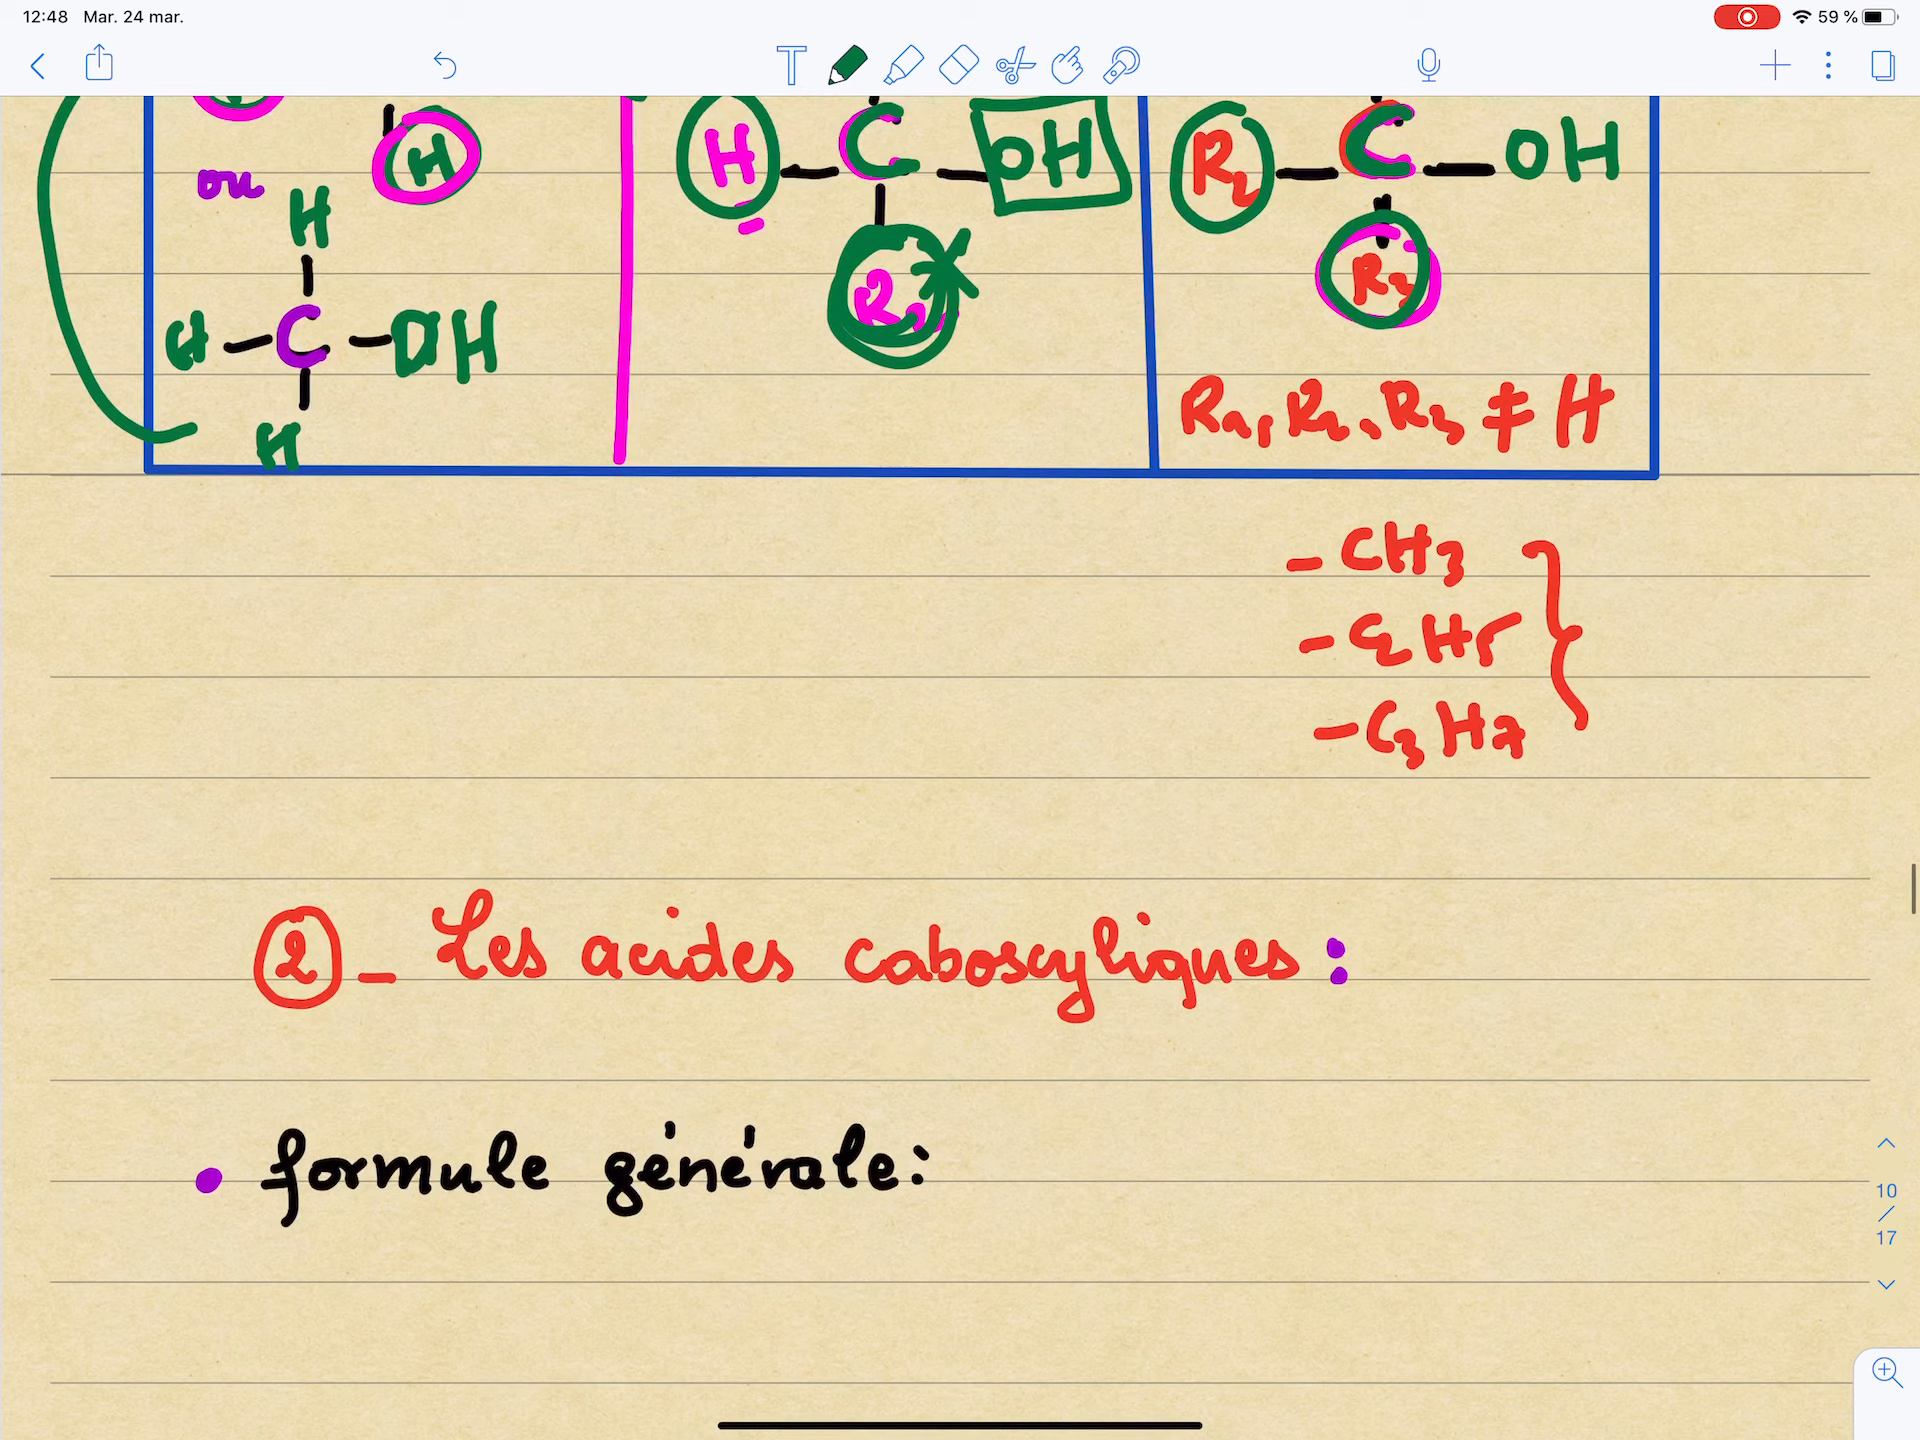 12:48 Mar. 24 mar. 59 %
H
ou
H
H - C - OH
H
H - C - OH
R1
R2 - C - OH
R3
R1, R2, R3 ≠ H
- CH3
- C2H5
- C3H7
2 - Les acides caboxyliques :
• formule générale :
10
/
17